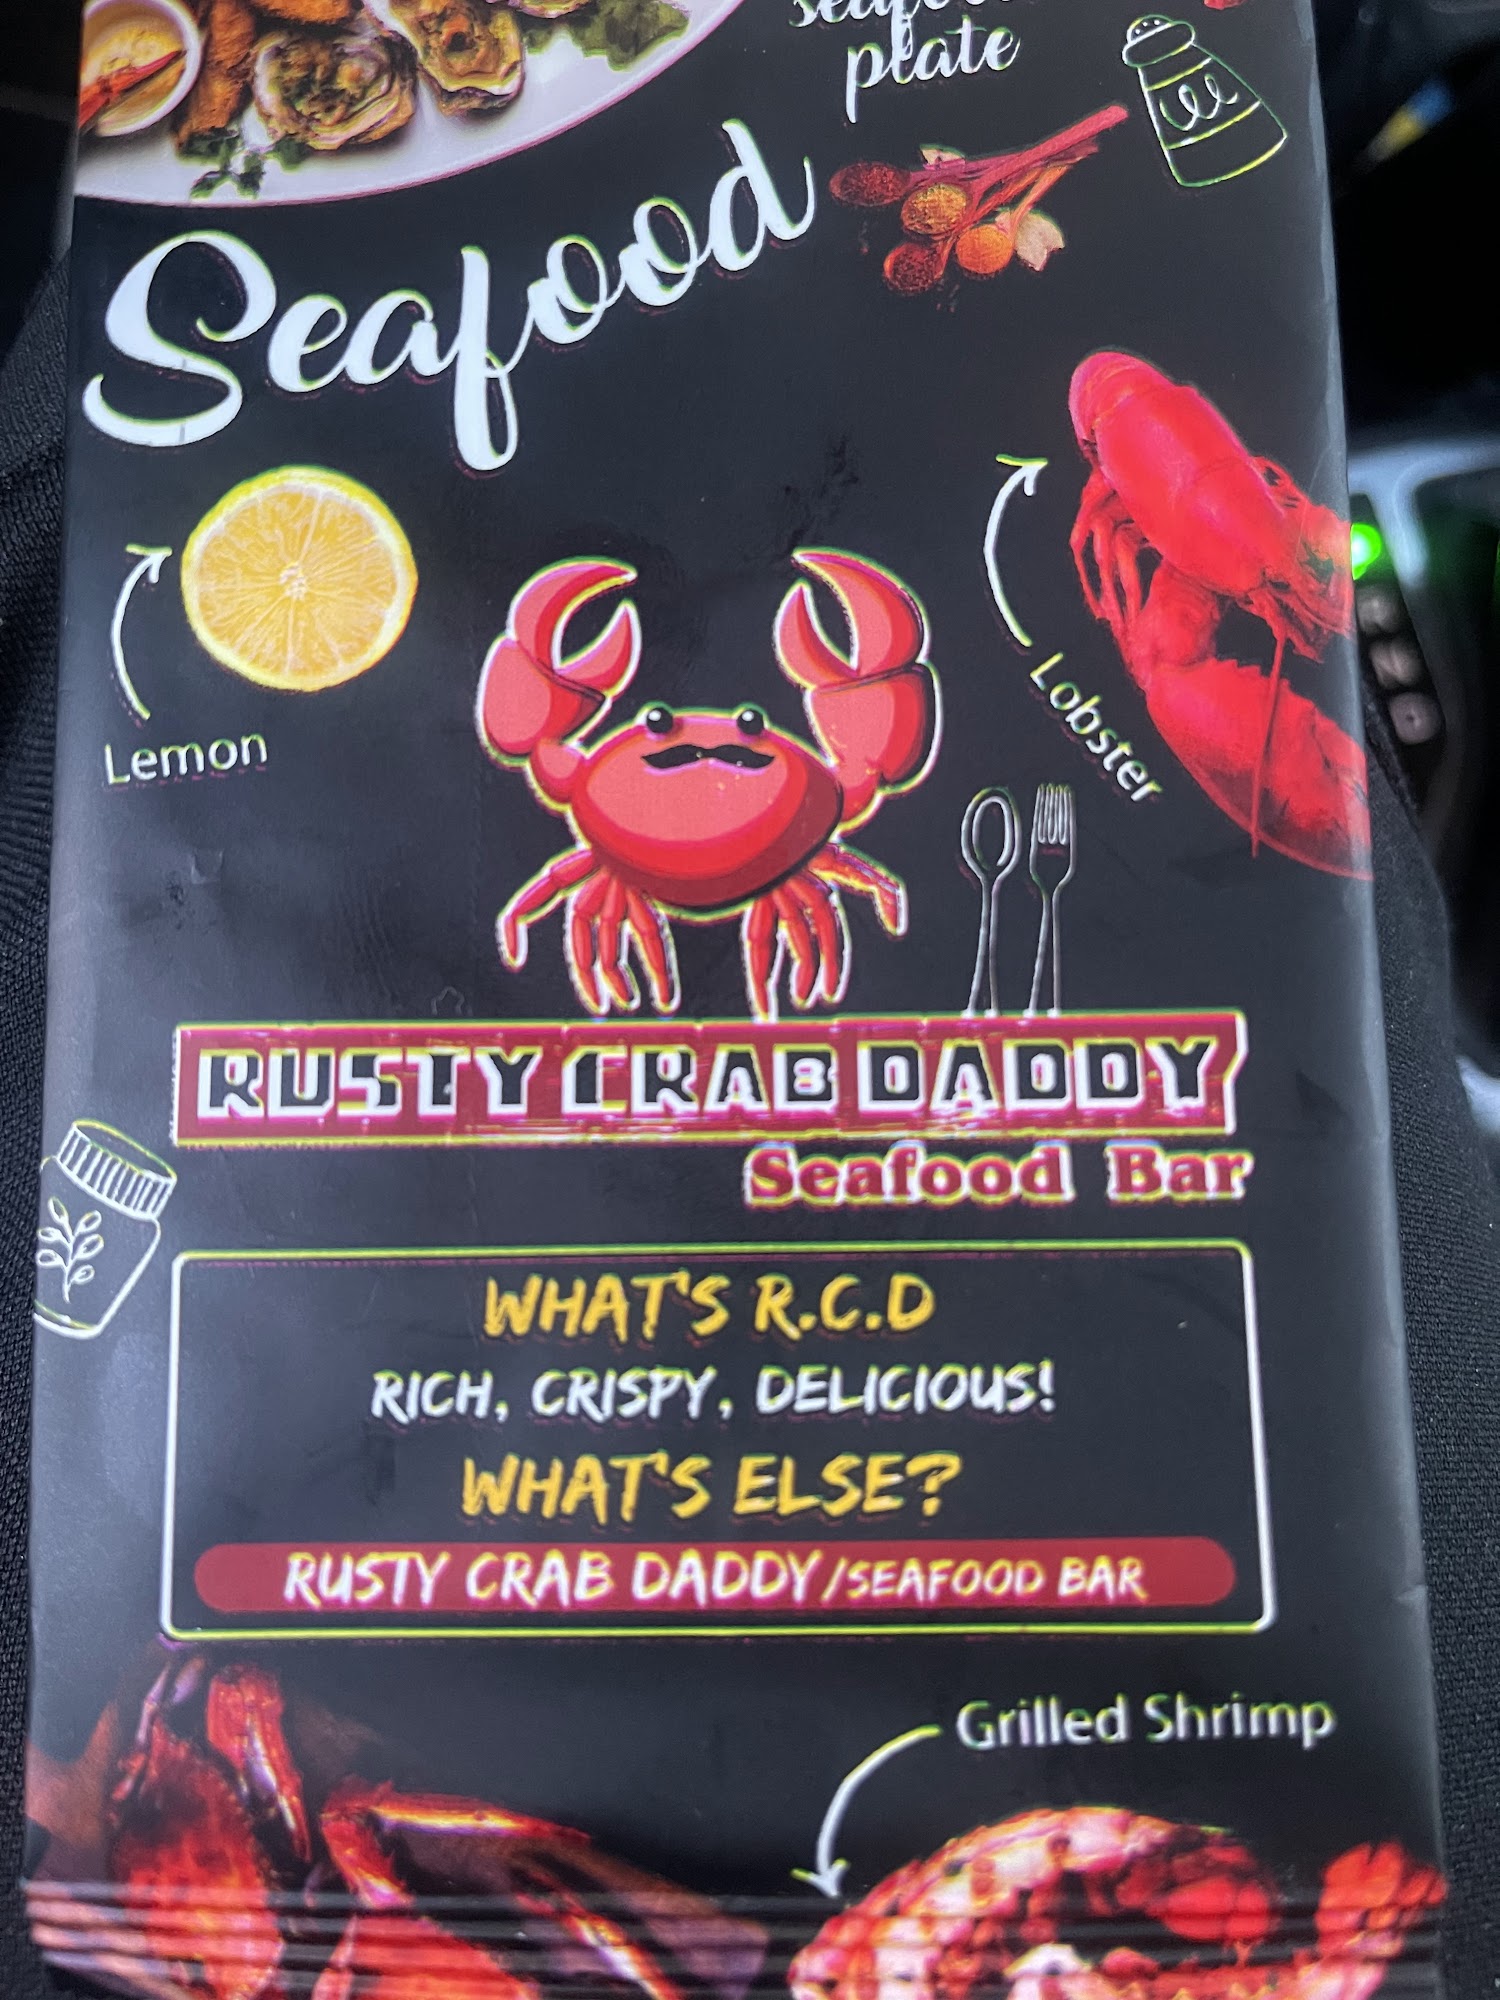 seafood
plate
Seafood
Lemon
Lobster
RUSTY CRAB DADDY
Seafood Bar
WHAT'S R.C.D
RICH, CRISPY, DELICIOUS!
WHAT'S ELSE?
RUSTY CRAB DADDY/SEAFOOD BAR
Grilled Shrimp
R
N
D